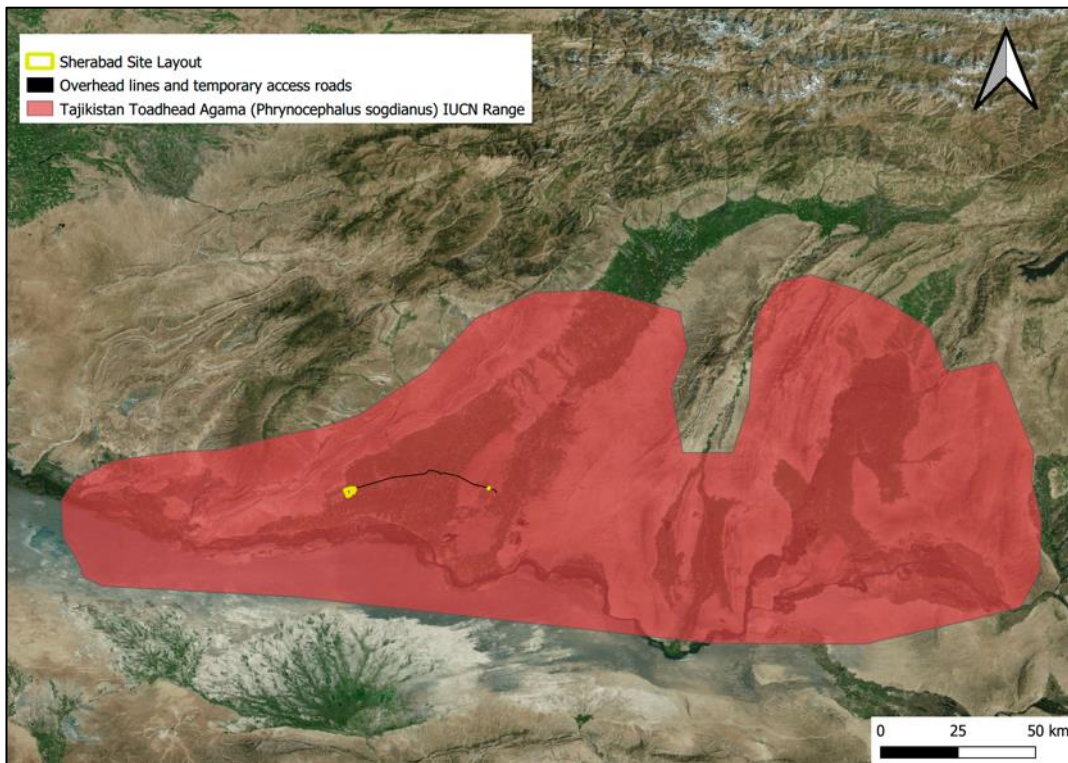 Sherabad Site Layout
Overhead lines and temporary access roads
Tajikistan Toadhead Agama (Phrynocephalus sogdianus) IUCN Range
0 25 50 km